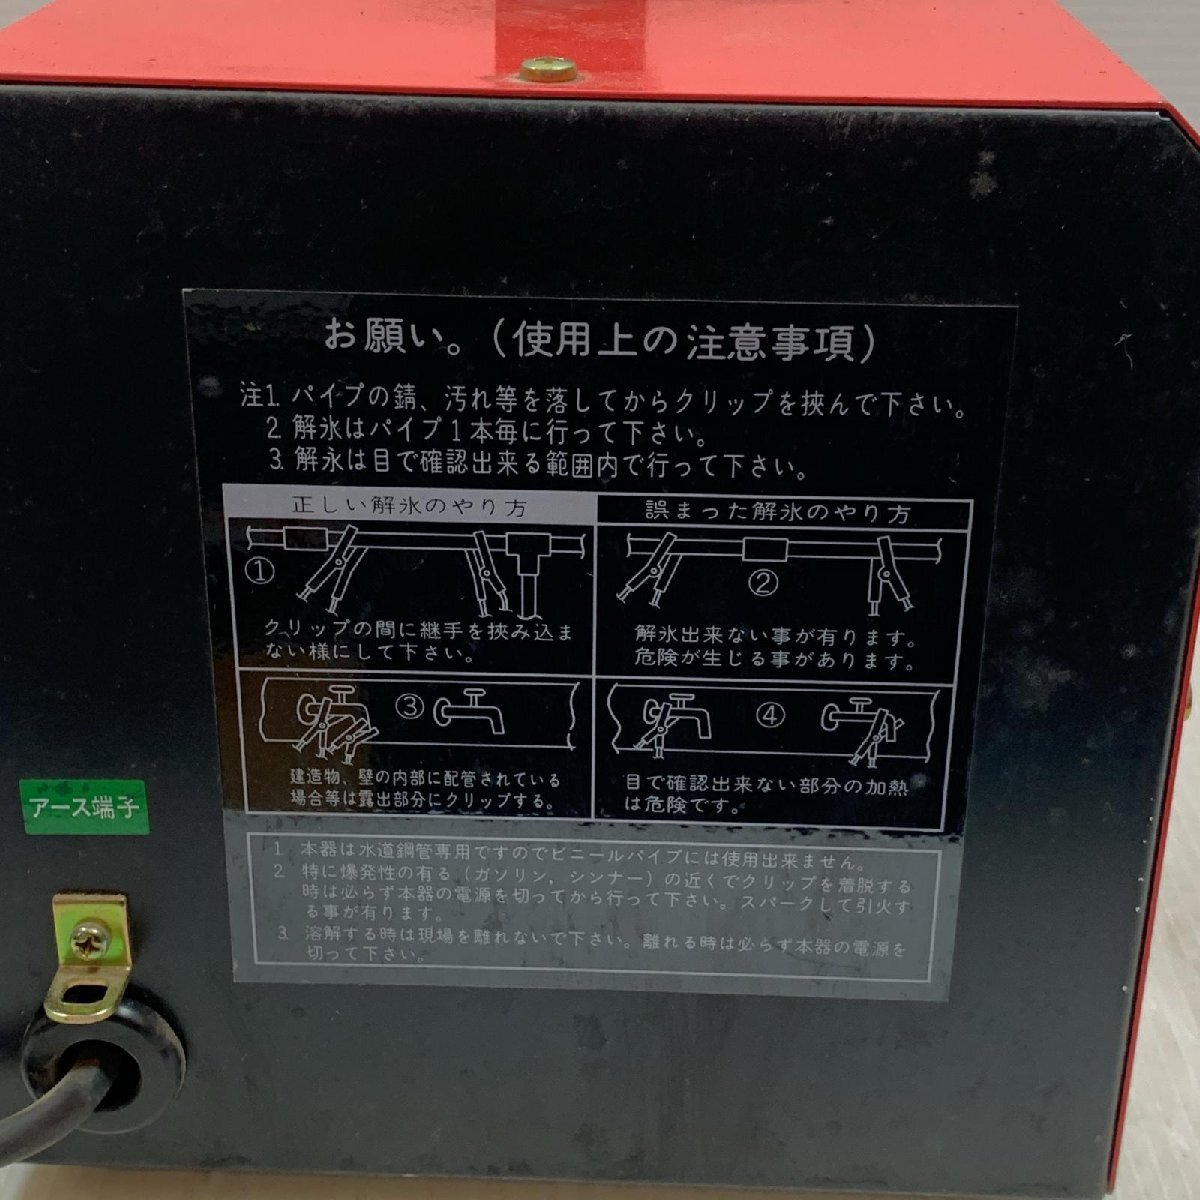 お願い。(使用上の注意事項)
注1. パイプの錆、汚れ等を落してからクリップを挟んで下さい。
2. 解氷はパイプ1本毎に行って下さい。
3. 解永は目で確認出来る範囲内で行って下さい。
正しい解氷のやり方
①
クリップの間に継手を挟み込ま
ない様にして下さい。
誤まった解氷のやり方
②
解氷出来ない事が有ります。
危険が生じる事があります。
③
建造物、壁の内部に配管されている
場合等は露出部分にクリップする。
④
目で確認出来ない部分の加熱
は危険です。
1. 本器は水道鋼管専用ですのでビニールパイプには使用出来ません。
2. 特に爆発性の有る(ガソリン, シンナー)の近くでクリップを着脱する
時は必らず本器の電源を切ってから行って下さい。スパークして引火す
る事が有ります。
3. 溶解する時は現場を離れないで下さい。離れる時は必らず本器の電源を
切って下さい。
アース端子